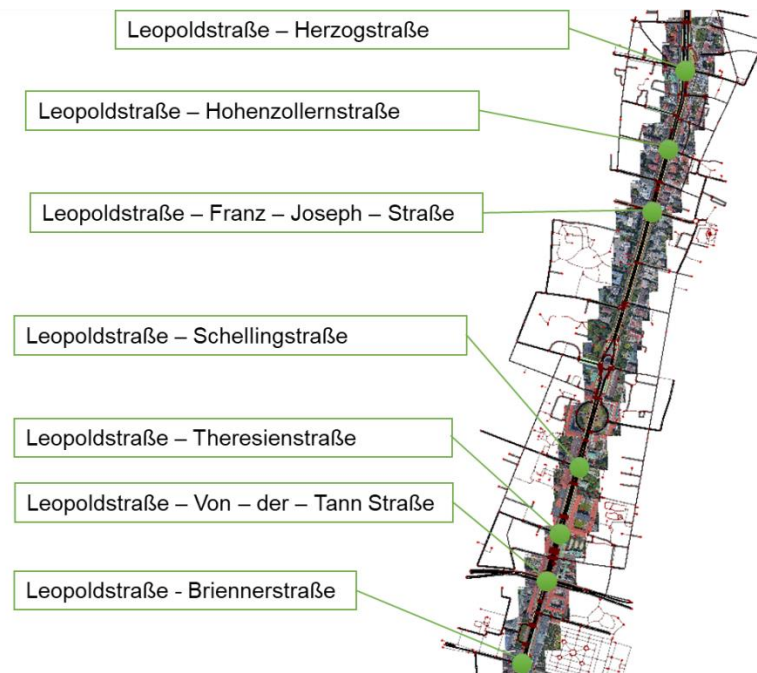 Leopoldstraße – Herzogstraße
Leopoldstraße – Hohenzollernstraße
Leopoldstraße – Franz – Joseph – Straße
Leopoldstraße – Schellingstraße
Leopoldstraße – Theresienstraße
Leopoldstraße – Von – der – Tann Straße
Leopoldstraße - Briennerstraße